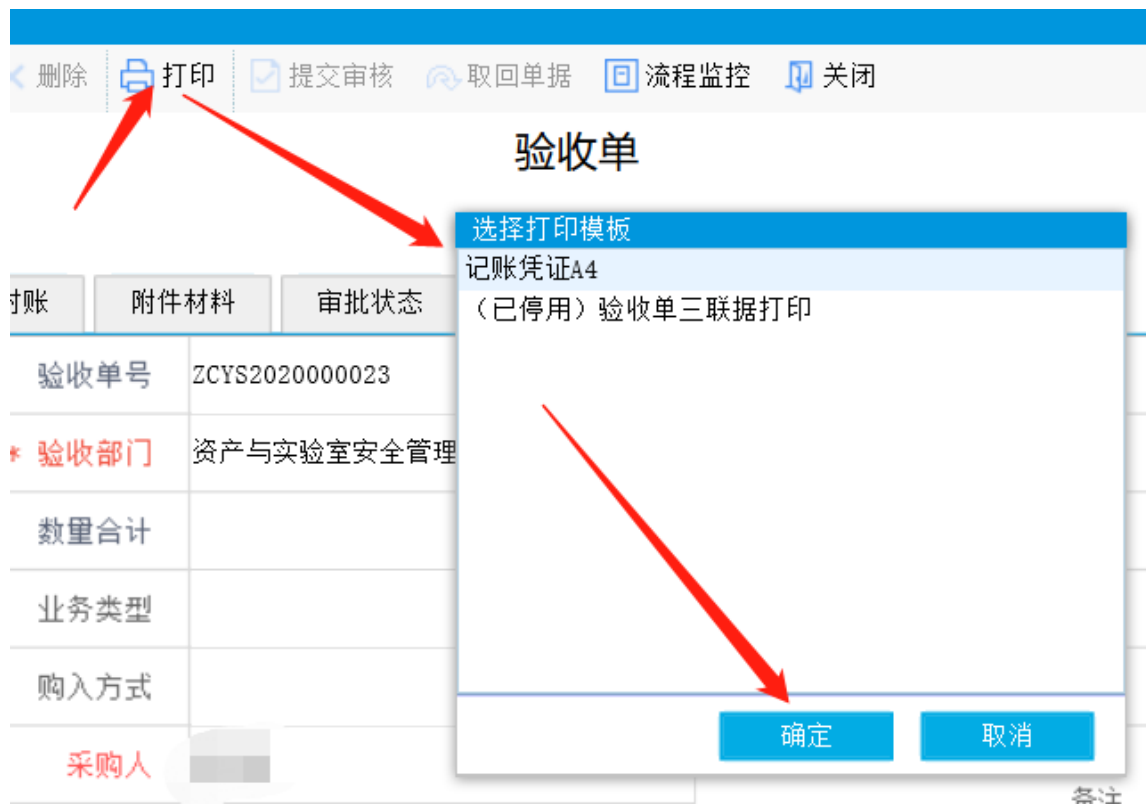 删除 打印 提交审核 取回单据 流程监控 关闭
验收单
选择打印模板
记账凭证A4
（已停用）验收单三联据打印
附件材料 审批状态
验收单号 ZCYS2020000023
* 验收部门 资产与实验室安全管理
数量合计
业务类型
购入方式
确定 取消
采购人
备注